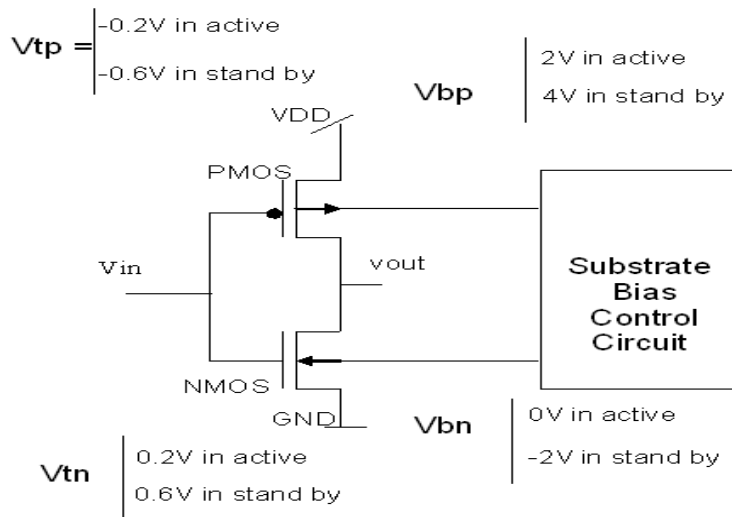 Vtp = -0.2V in active
-0.6V in stand by
Vbp 2V in active
4V in stand by
VDD
PMOS
Vin
vout
Substrate
Bias
Control
Circuit
NMOS
GND
Vbn 0V in active
-2V in stand by
Vtn 0.2V in active
0.6V in stand by